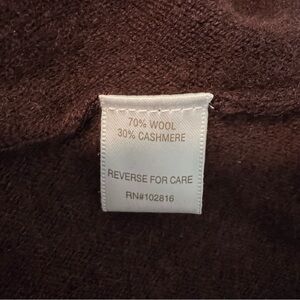 70% WOOL
30% CASHMERE
REVERSE FOR CARE
RN#102816